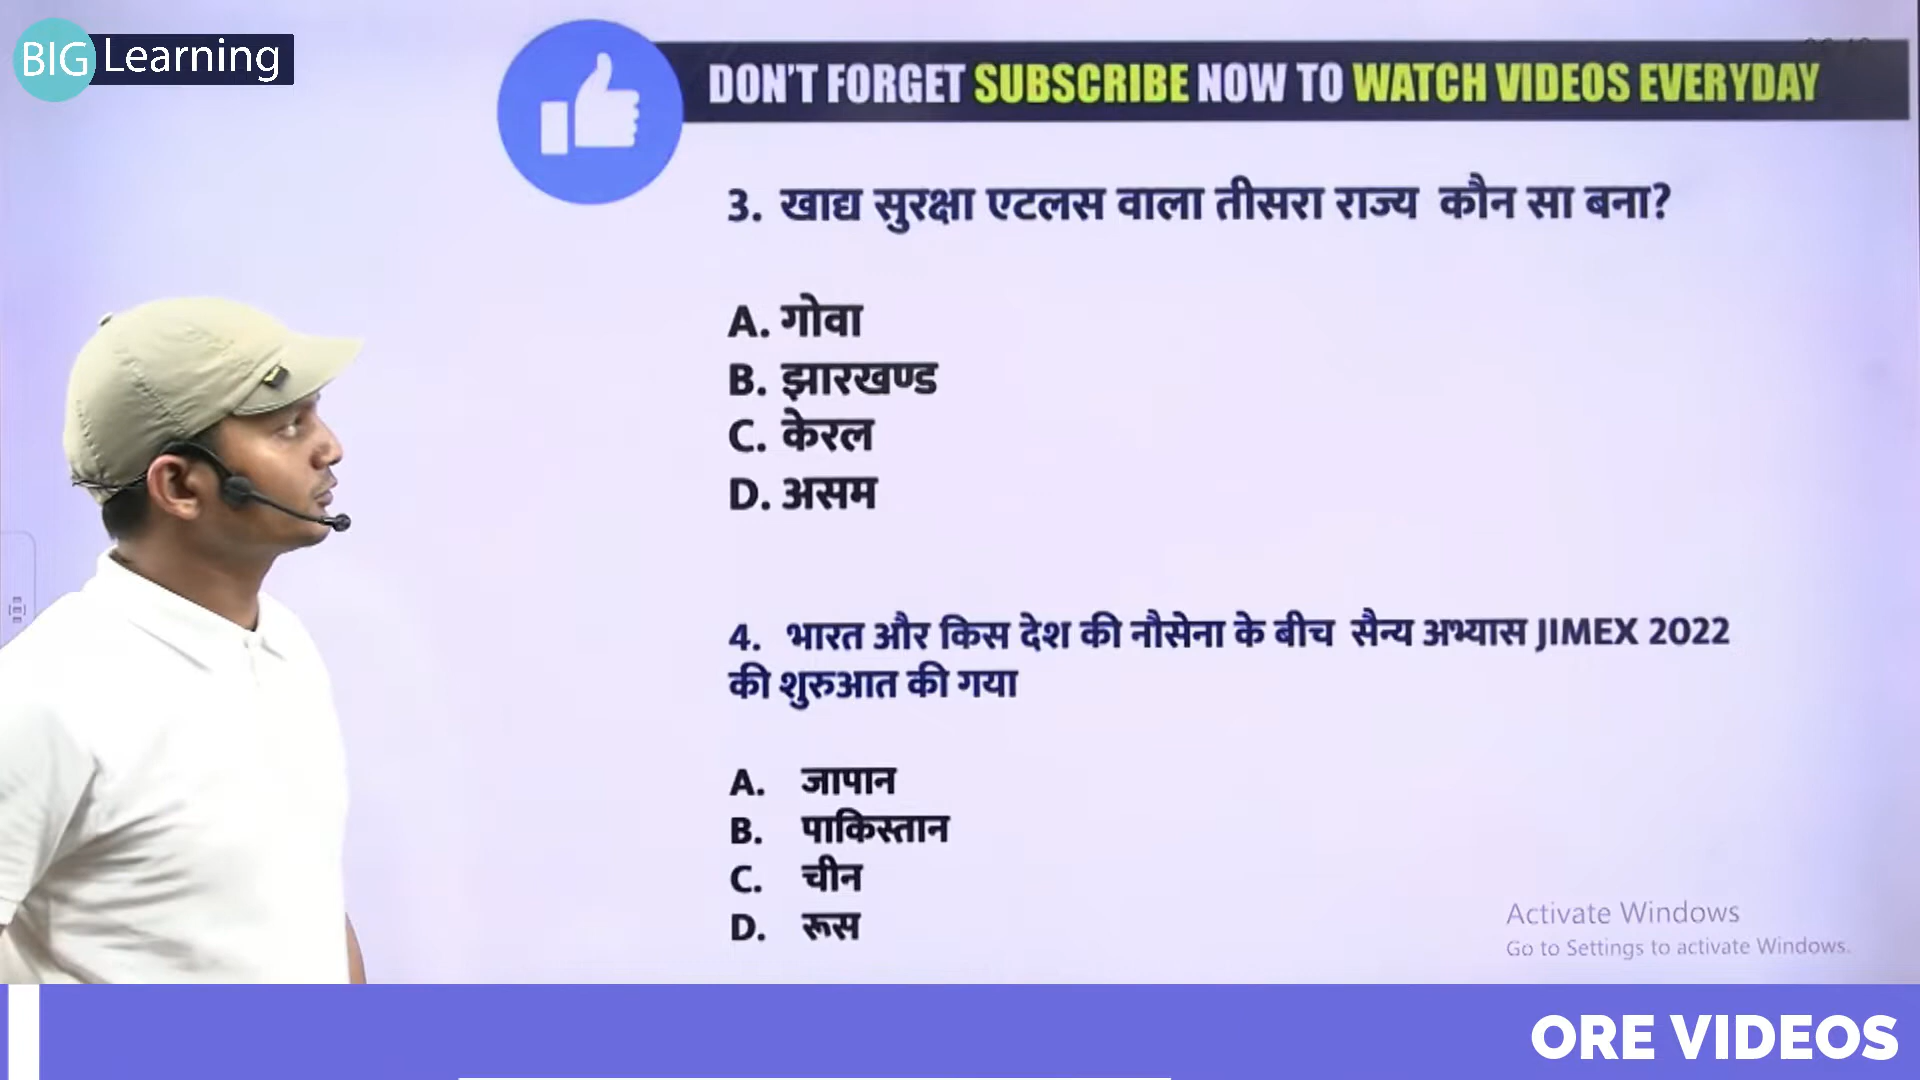 BIG Learning
DON'T FORGET SUBSCRIBE NOW TO WATCH VIDEOS EVERYDAY
3. खाद्य सुरक्षा एटलस वाला तीसरा राज्य कौन सा बना?
A. गोवा
B. झारखण्ड
C. केरल
D. असम
4. भारत और किस देश की नौसेना के बीच सैन्य अभ्यास JIMEX 2022
की शुरुआत की गया
A. जापान
B. पाकिस्तान
C. चीन
D. रूस
Activate Windows
Go to Settings to activate Windows.
ORE VIDEOS